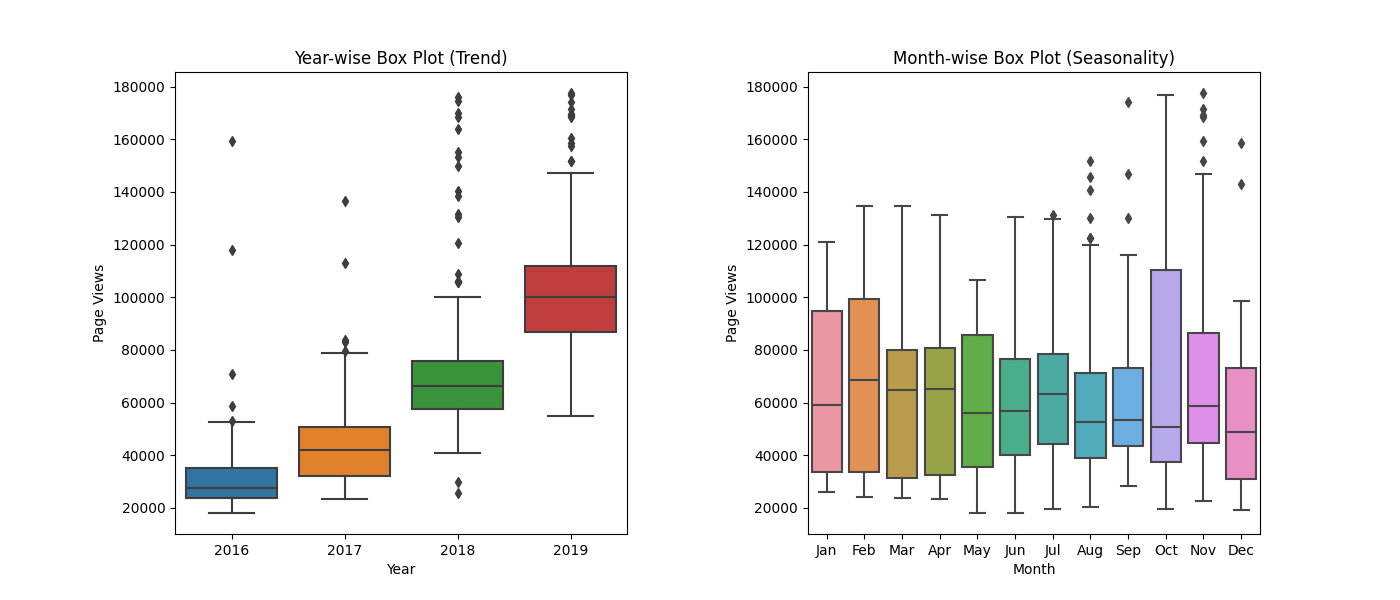 Year-wise Box Plot (Trend)
Page Views
180000
160000
140000
120000
100000
80000
60000
40000
20000
2016 2017 2018 2019
Year
Month-wise Box Plot (Seasonality)
Page Views
180000
160000
140000
120000
100000
80000
60000
40000
20000
Jan Feb Mar Apr May Jun Jul Aug Sep Oct Nov Dec
Month